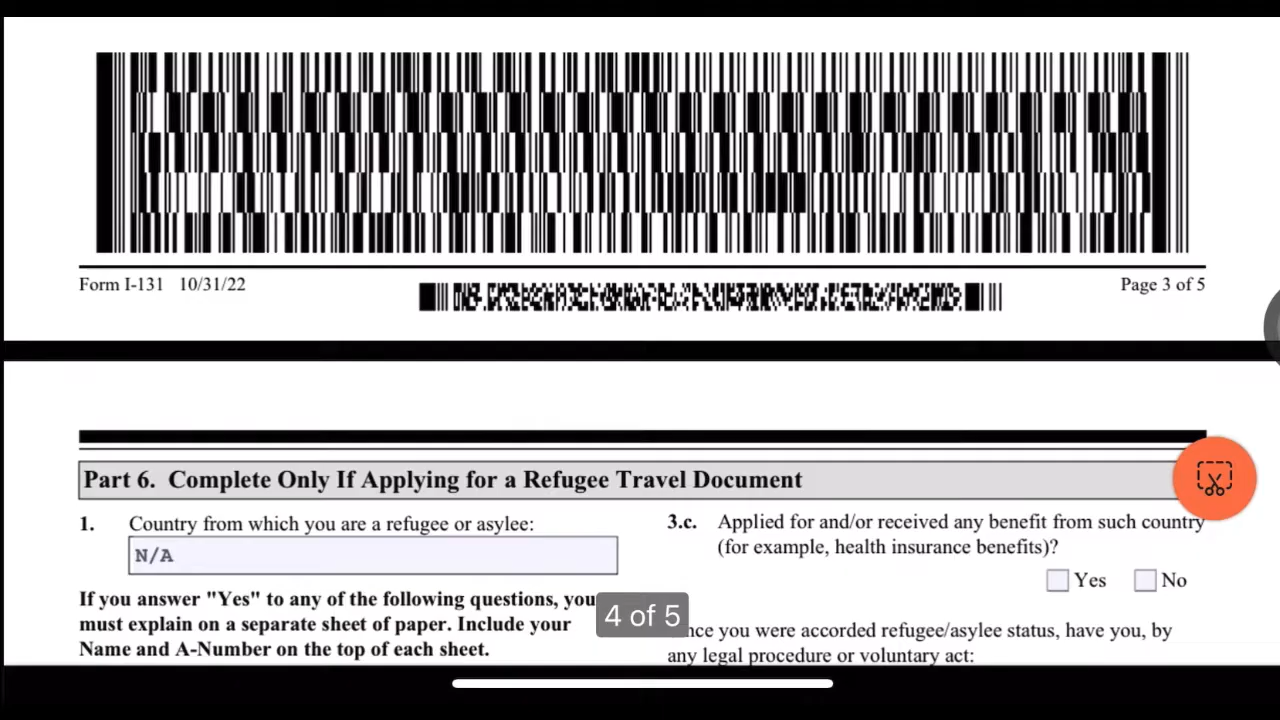 Form I-131 10/31/22
Page 3 of 5
Part 6. Complete Only If Applying for a Refugee Travel Document
1. Country from which you are a refugee or asylee:
N/A
If you answer "Yes" to any of the following questions, you
must explain on a separate sheet of paper. Include your
Name and A-Number on the top of each sheet.
3.c. Applied for and/or received any benefit from such country
(for example, health insurance benefits)?
Yes No
4 of 5
you were accorded refugee/asylee status, have you, by
any legal procedure or voluntary act: